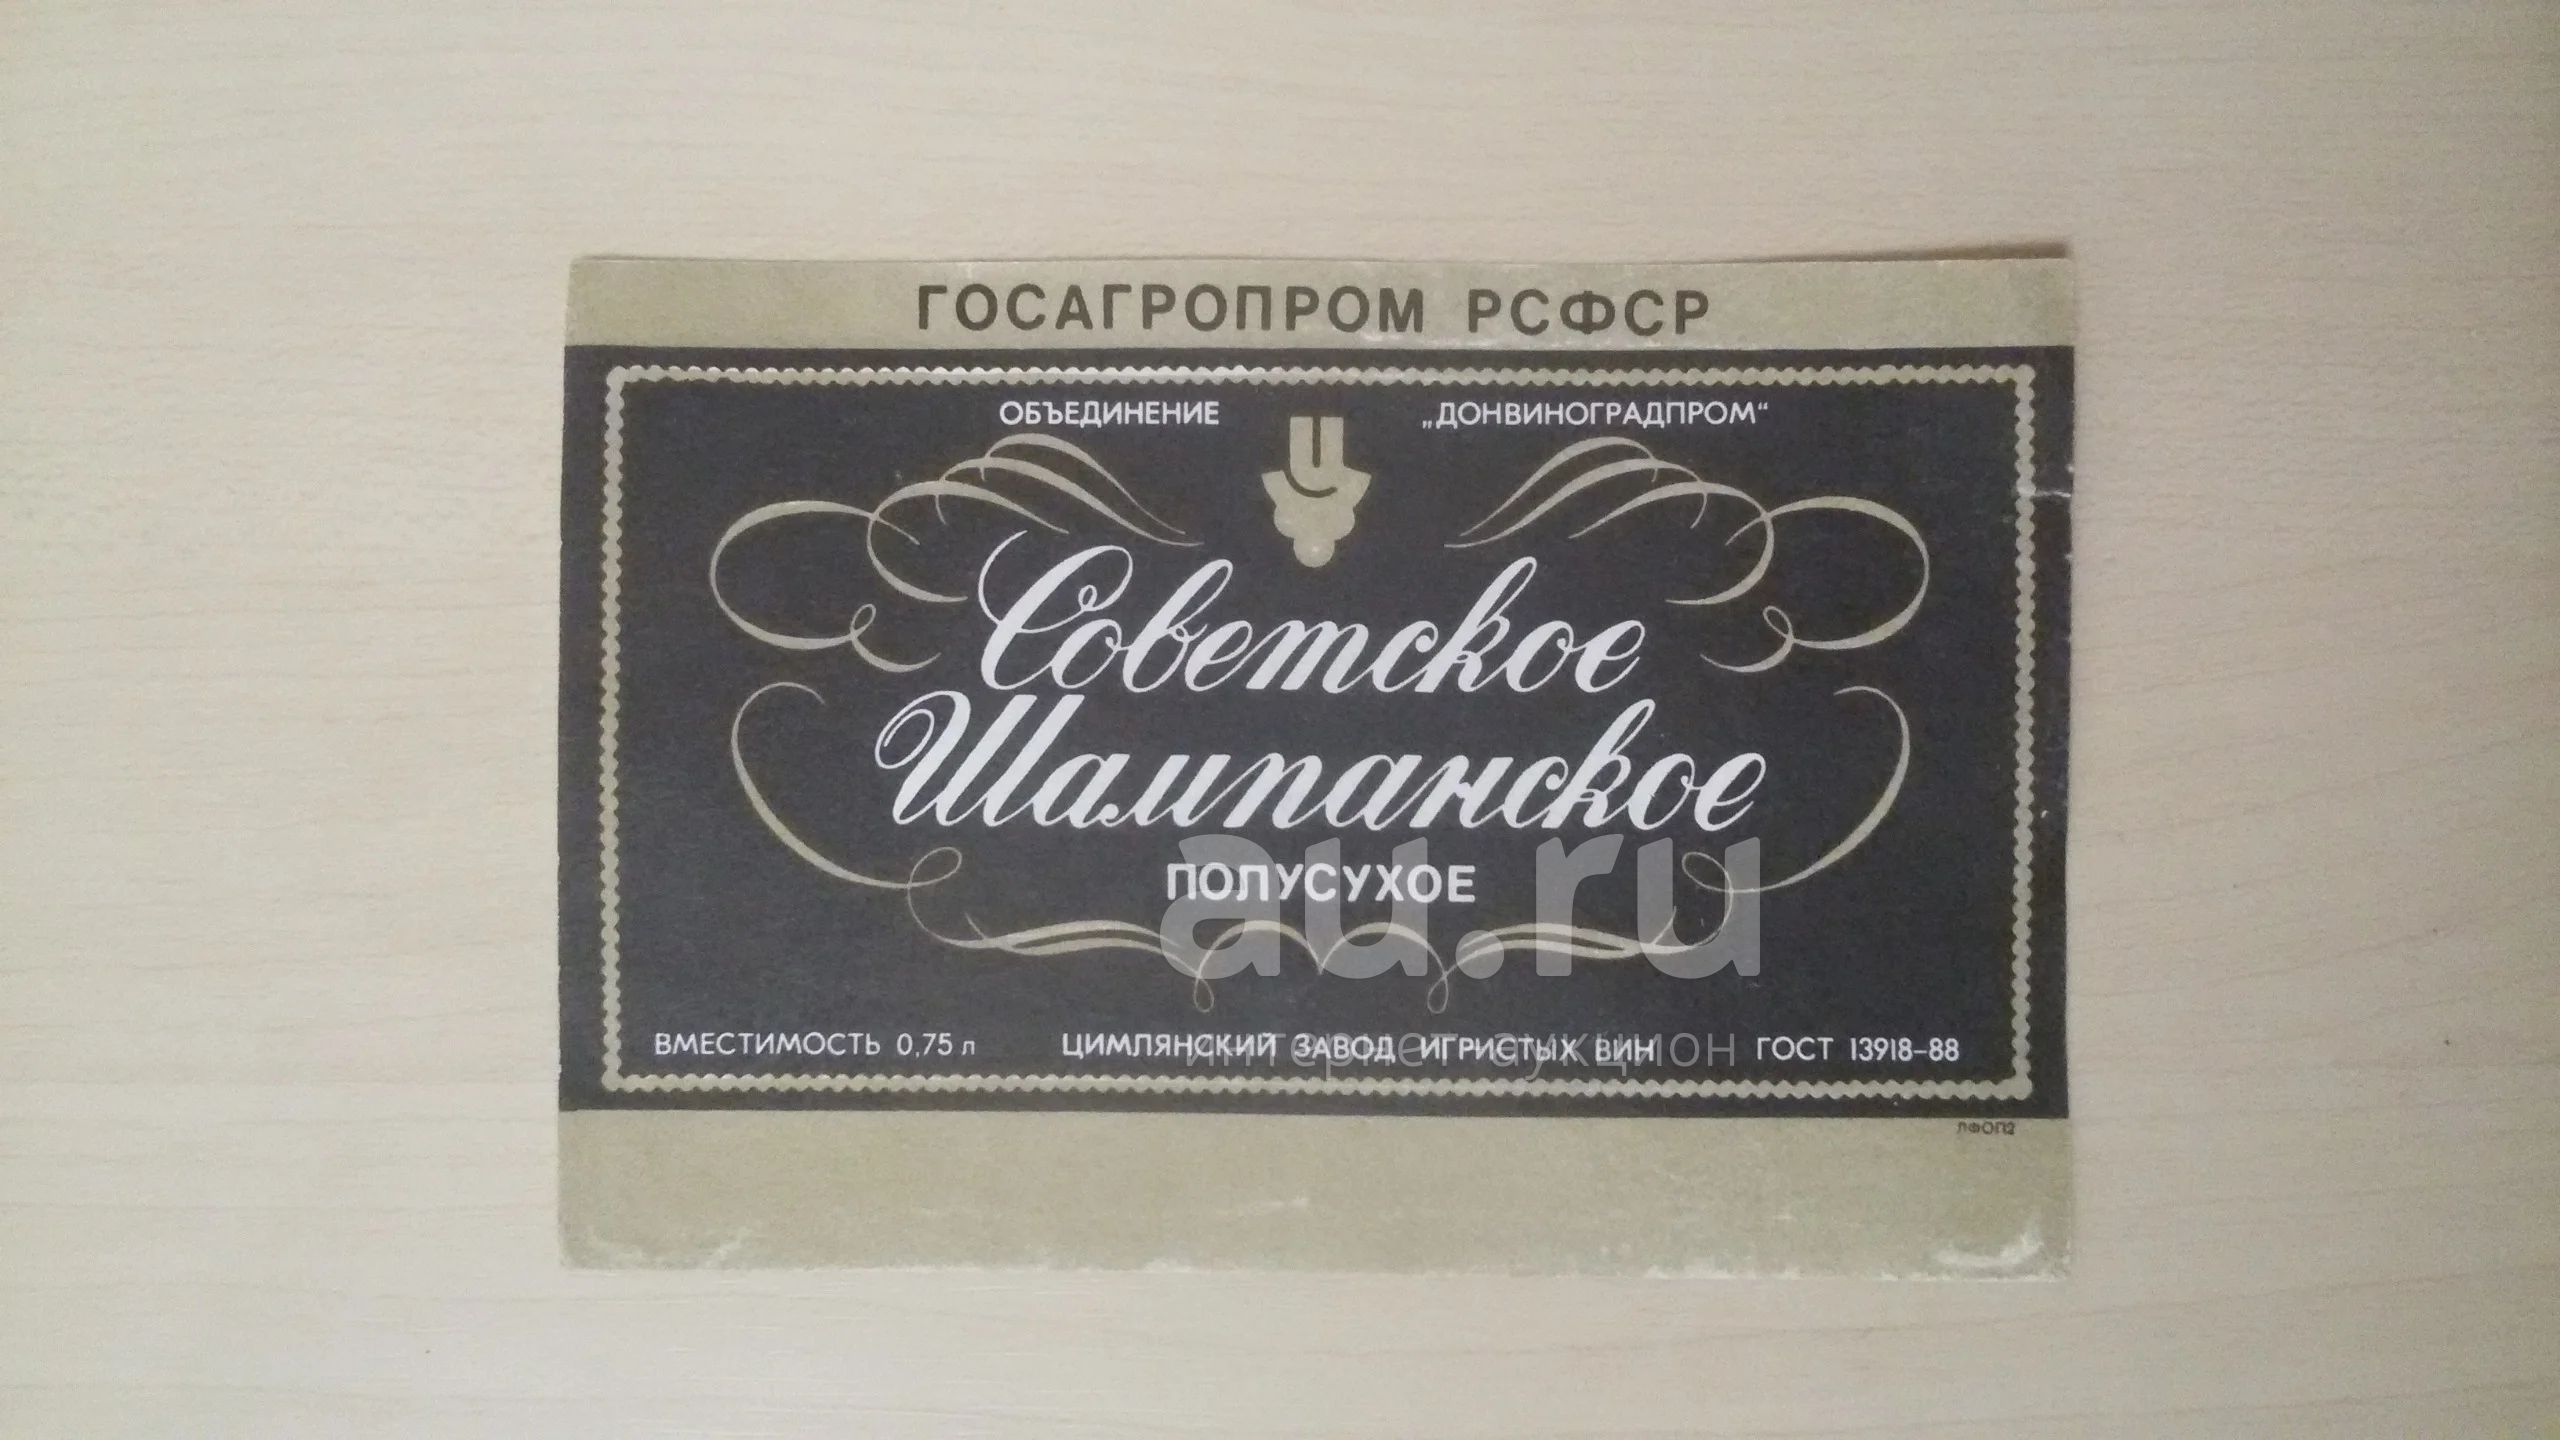 ГОСАГРОПРОМ РСФСР
ОБЪЕДИНЕНИЕ „ДОНВИНОГРАДПРОМ“
Ц
Советское
Шампанское
ПОЛУСУХОЕ
au.ru
ВМЕСТИМОСТЬ 0,75 л ЦИМЛЯНСКИЙ ЗАВОД ИГРИСТЫХ ВИН ГОСТ 13918-88
интернет-аукцион
ЛФОП2